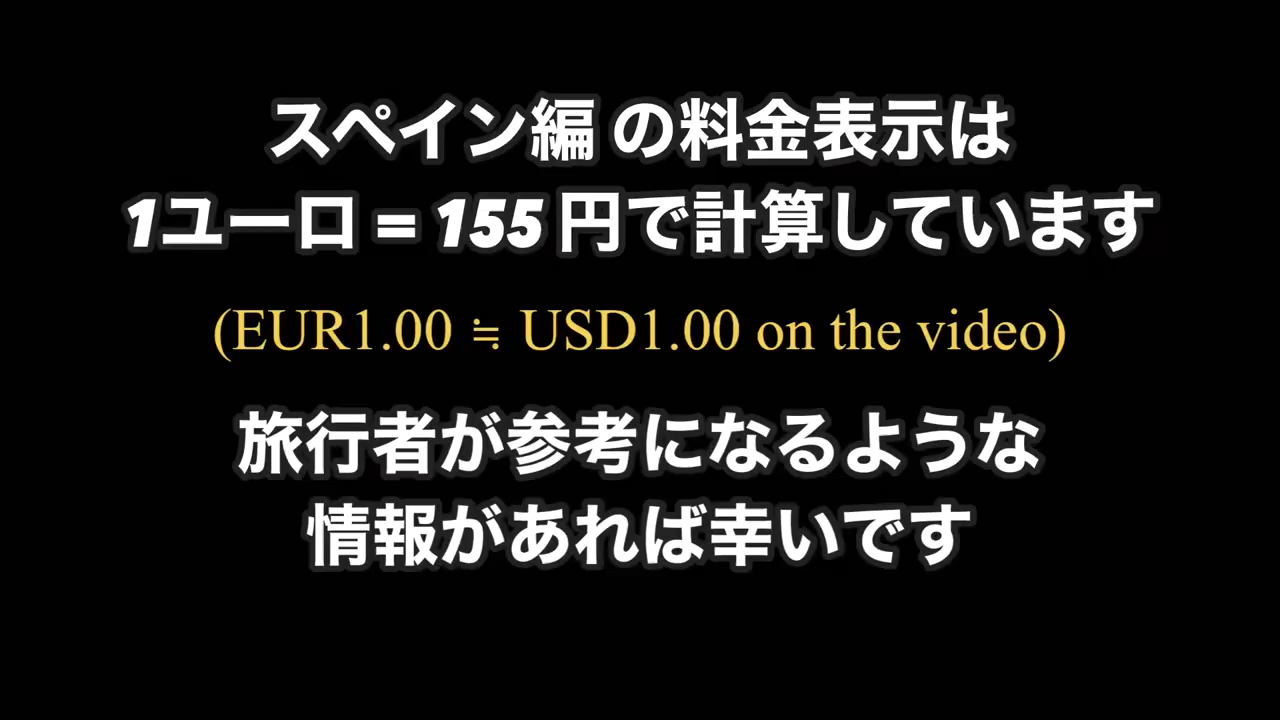 スペイン編 の料金表示は
1ユーロ = 155 円で計算しています
(EUR1.00 ≒ USD1.00 on the video)
旅行者が参考になるような
情報があれば幸いです